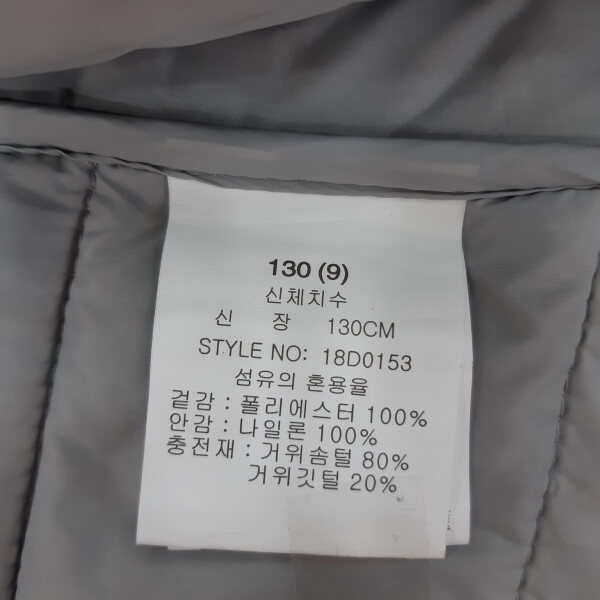 130 (9)
신체치수
신 장 130CM
STYLE NO: 18D0153
섬유의 혼용율
겉감 : 폴리에스터 100%
안감 : 나일론 100%
충전재 : 거위솜털 80%
거위깃털 20%